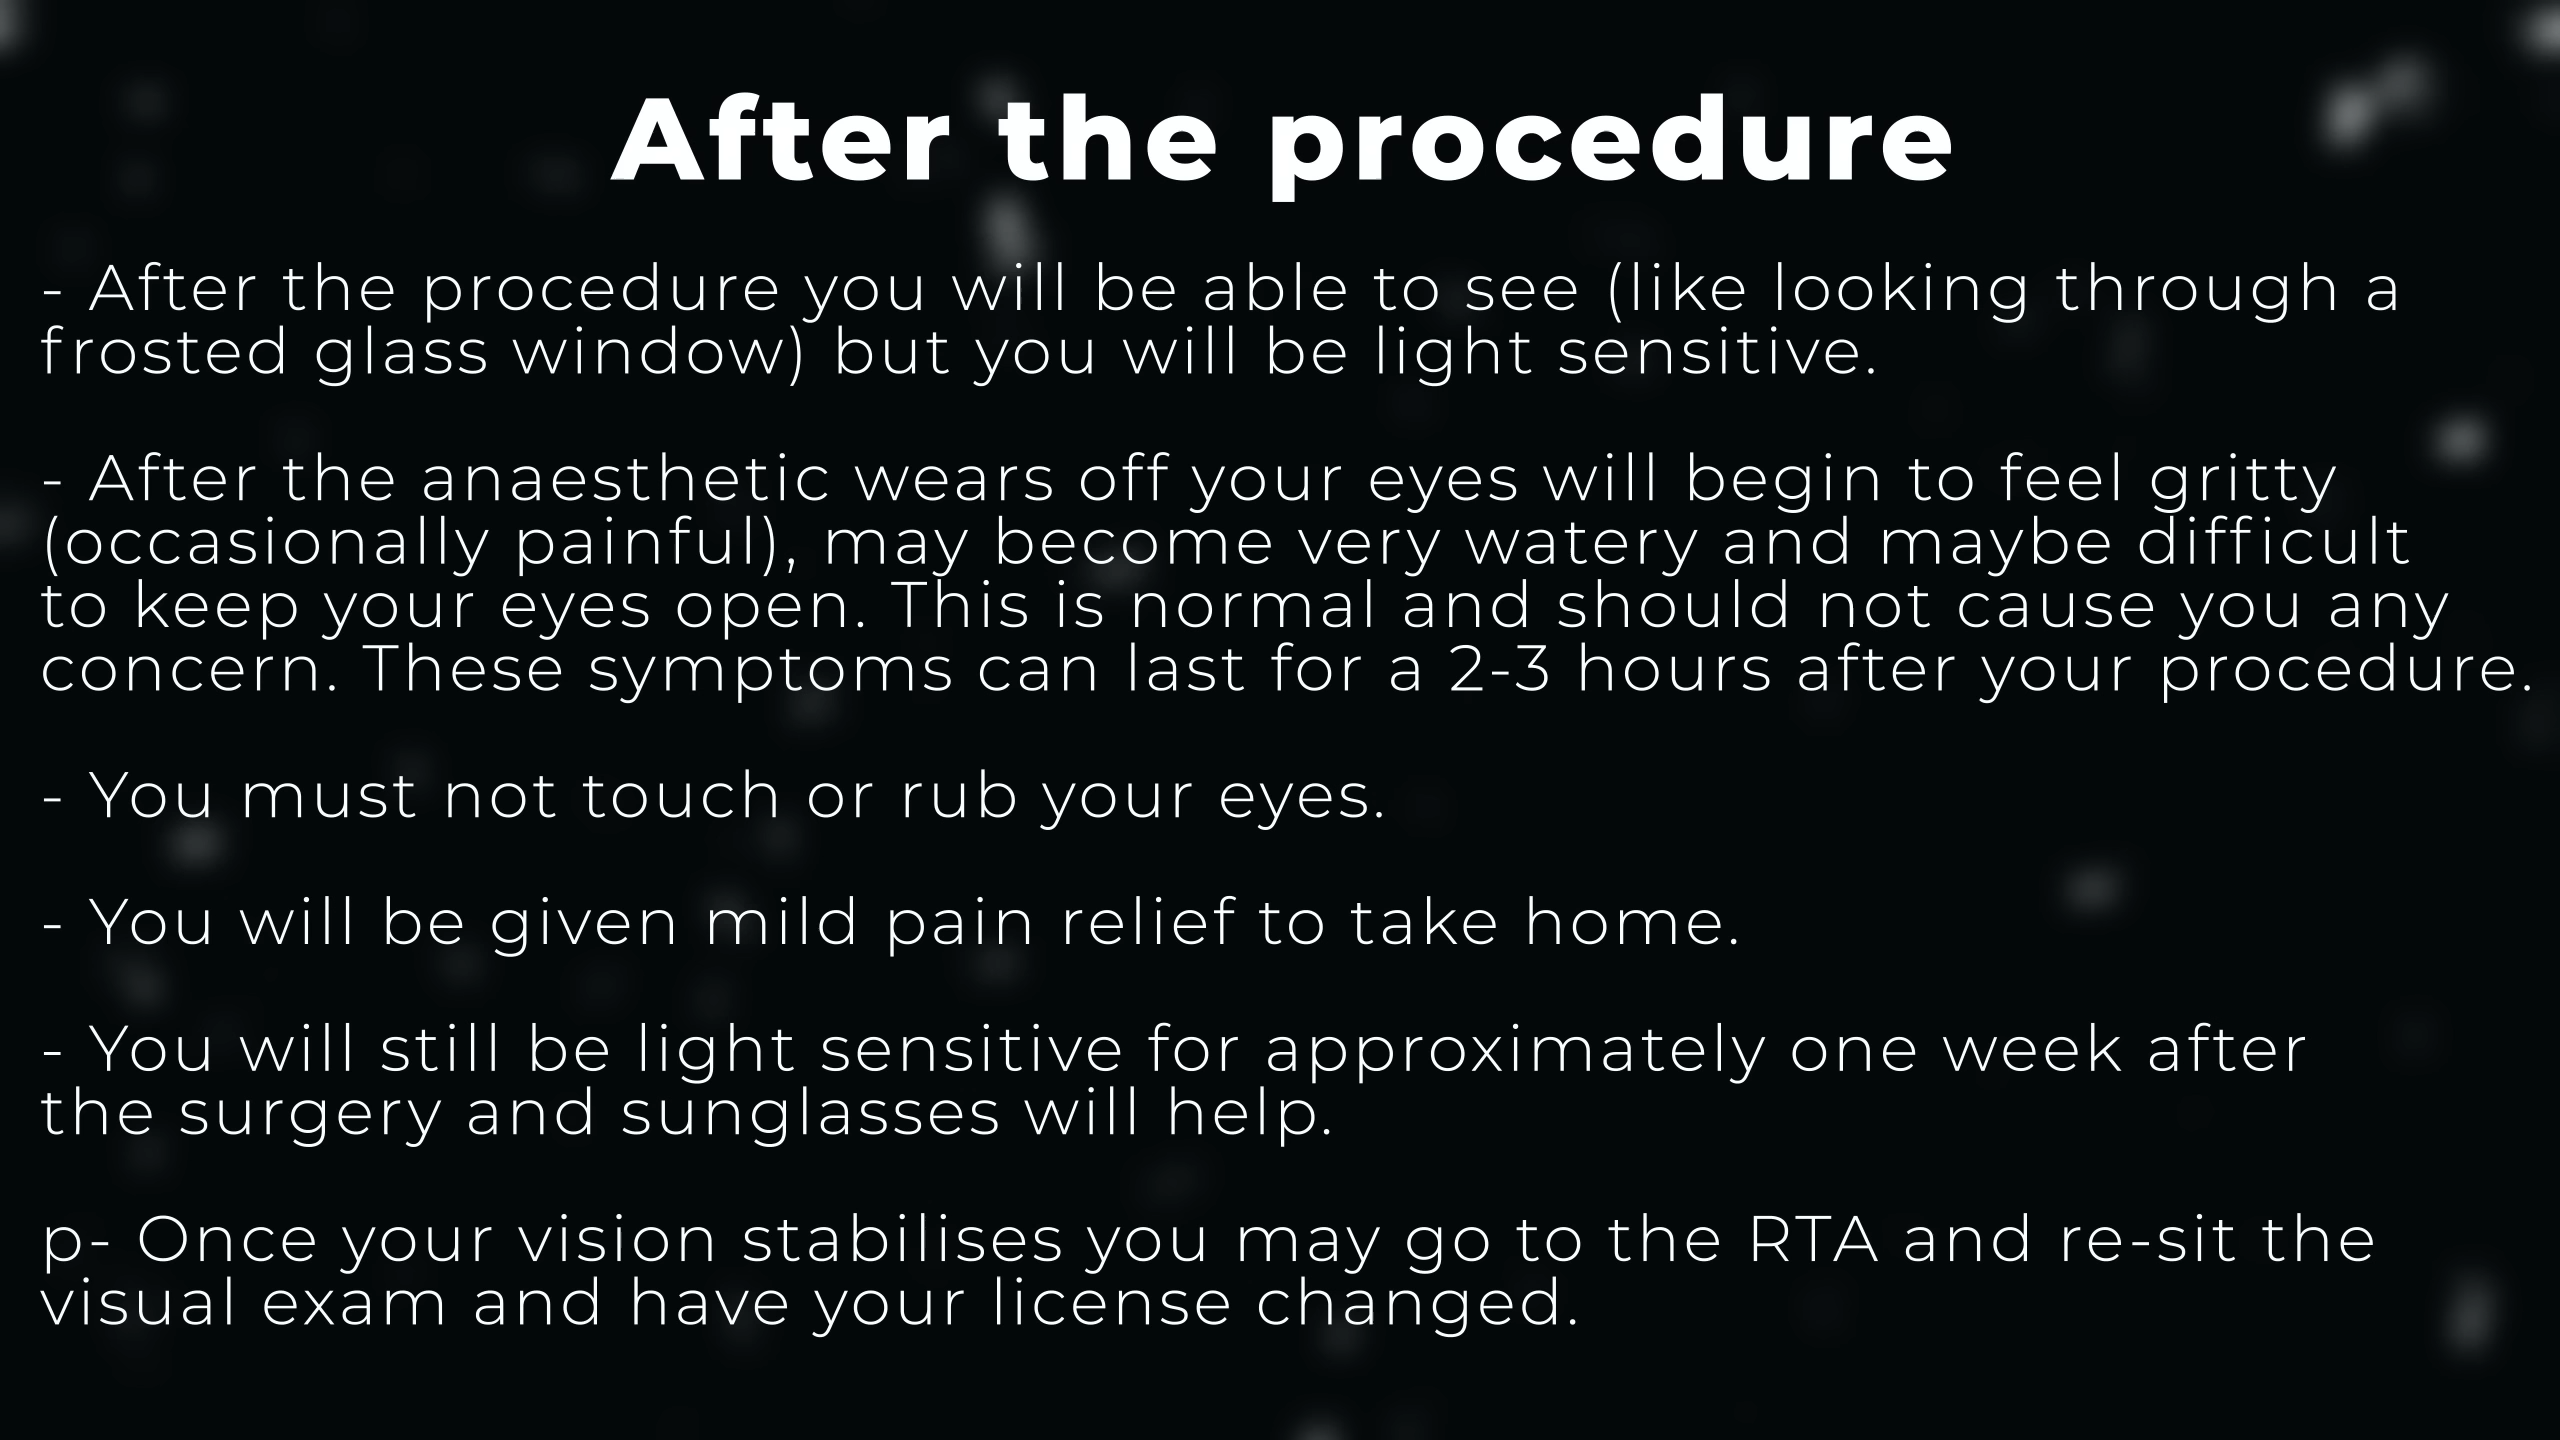 After the procedure
- After the procedure you will be able to see (like looking through a
frosted glass window) but you will be light sensitive.
- After the anaesthetic wears off your eyes will begin to feel gritty
(occasionally painful), may become very watery and maybe difficult
to keep your eyes open. This is normal and should not cause you any
concern. These symptoms can last for a 2-3 hours after your procedure.
- You must not touch or rub your eyes.
- You will be given mild pain relief to take home.
- You will still be light sensitive for approximately one week after
the surgery and sunglasses will help.
p- Once your vision stabilises you may go to the RTA and re-sit the
visual exam and have your license changed.